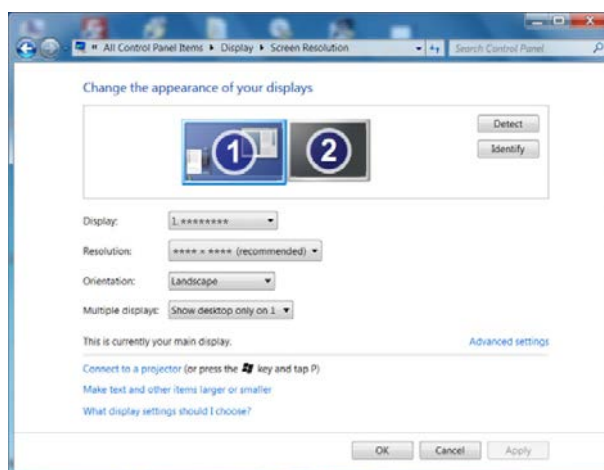 « All Control Panel Items ▸ Display ▸ Screen Resolution
Search Control Panel
Change the appearance of your displays
1 2
Detect
Identify
Display: 1. ********
Resolution: **** × **** (recommended)
Orientation: Landscape
Multiple displays: Show desktop only on 1
This is currently your main display.
Advanced settings
Connect to a projector (or press the key and tap P)
Make text and other items larger or smaller
What display settings should I choose?
OK Cancel Apply